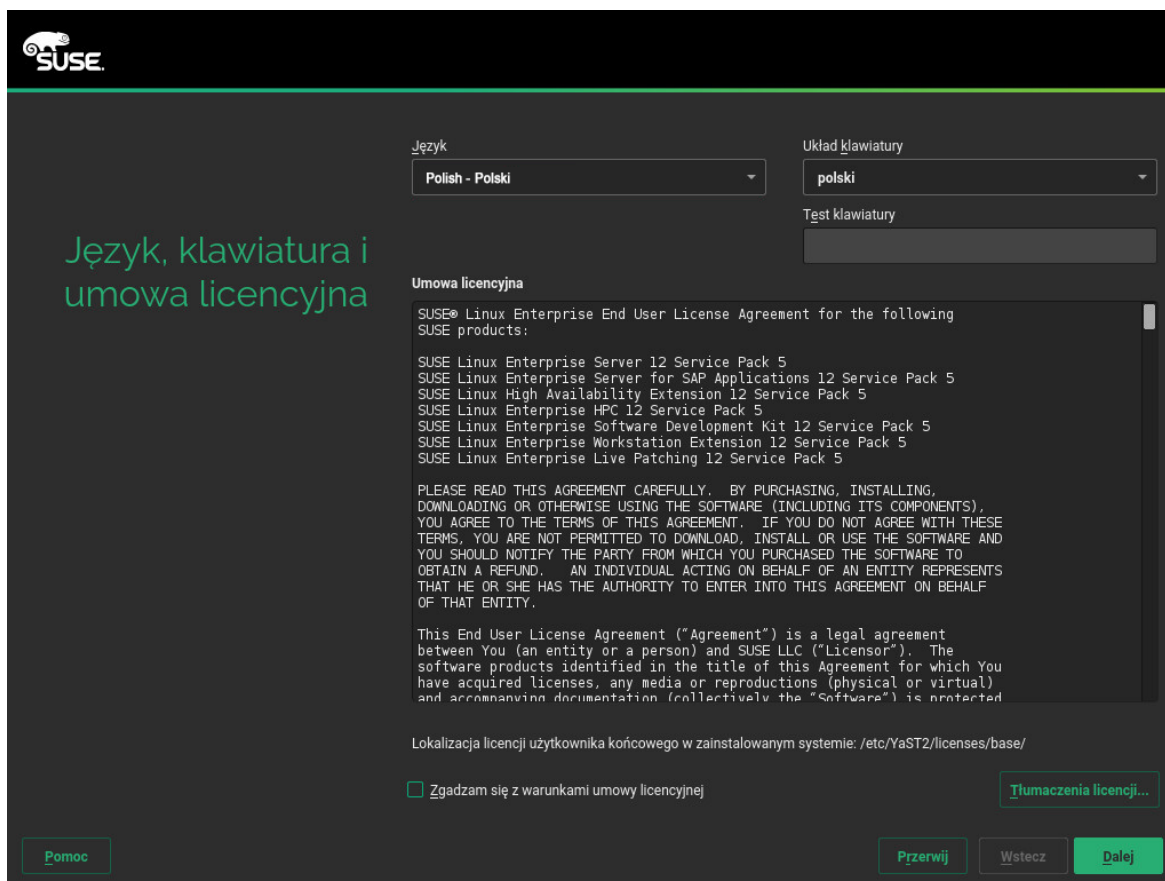 SUSE.
Język
Układ klawiatury
Polish - Polski
polski
Test klawiatury
Język, klawiatura i
umowa licencyjna
Umowa licencyjna
SUSE® Linux Enterprise End User License Agreement for the following
SUSE products:
SUSE Linux Enterprise Server 12 Service Pack 5
SUSE Linux Enterprise Server for SAP Applications 12 Service Pack 5
SUSE Linux High Availability Extension 12 Service Pack 5
SUSE Linux Enterprise HPC 12 Service Pack 5
SUSE Linux Enterprise Software Development Kit 12 Service Pack 5
SUSE Linux Enterprise Workstation Extension 12 Service Pack 5
SUSE Linux Enterprise Live Patching 12 Service Pack 5
PLEASE READ THIS AGREEMENT CAREFULLY.  BY PURCHASING, INSTALLING,
DOWNLOADING OR OTHERWISE USING THE SOFTWARE (INCLUDING ITS COMPONENTS),
YOU AGREE TO THE TERMS OF THIS AGREEMENT.  IF YOU DO NOT AGREE WITH THESE
TERMS, YOU ARE NOT PERMITTED TO DOWNLOAD, INSTALL OR USE THE SOFTWARE AND
YOU SHOULD NOTIFY THE PARTY FROM WHICH YOU PURCHASED THE SOFTWARE TO
OBTAIN A REFUND.   AN INDIVIDUAL ACTING ON BEHALF OF AN ENTITY REPRESENTS
THAT HE OR SHE HAS THE AUTHORITY TO ENTER INTO THIS AGREEMENT ON BEHALF
OF THAT ENTITY.
This End User License Agreement (“Agreement”) is a legal agreement
between You (an entity or a person) and SUSE LLC (“Licensor”).  The
software products identified in the title of this Agreement for which You
have acquired licenses, any media or reproductions (physical or virtual)
and accompanying documentation (collectively the “Software”) is protected
Lokalizacja licencji użytkownika końcowego w zainstalowanym systemie: /etc/YaST2/licenses/base/
Zgadzam się z warunkami umowy licencyjnej
Tłumaczenia licencji...
Pomoc
Przerwij
Wstecz
Dalej